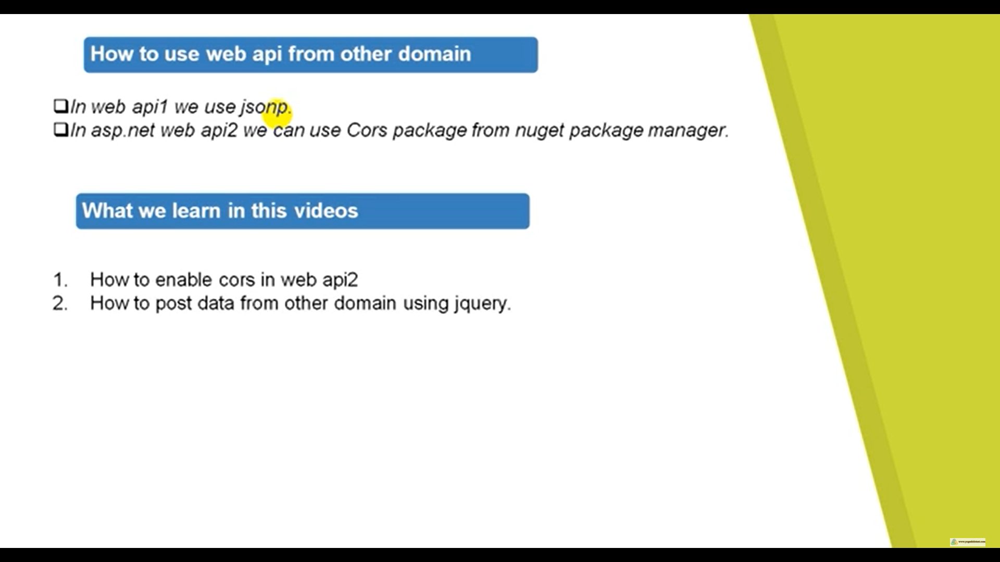 How to use web api from other domain
In web api1 we use jsonp.
In asp.net web api2 we can use Cors package from nuget package manager.
What we learn in this videos
1. How to enable cors in web api2
2. How to post data from other domain using jquery.